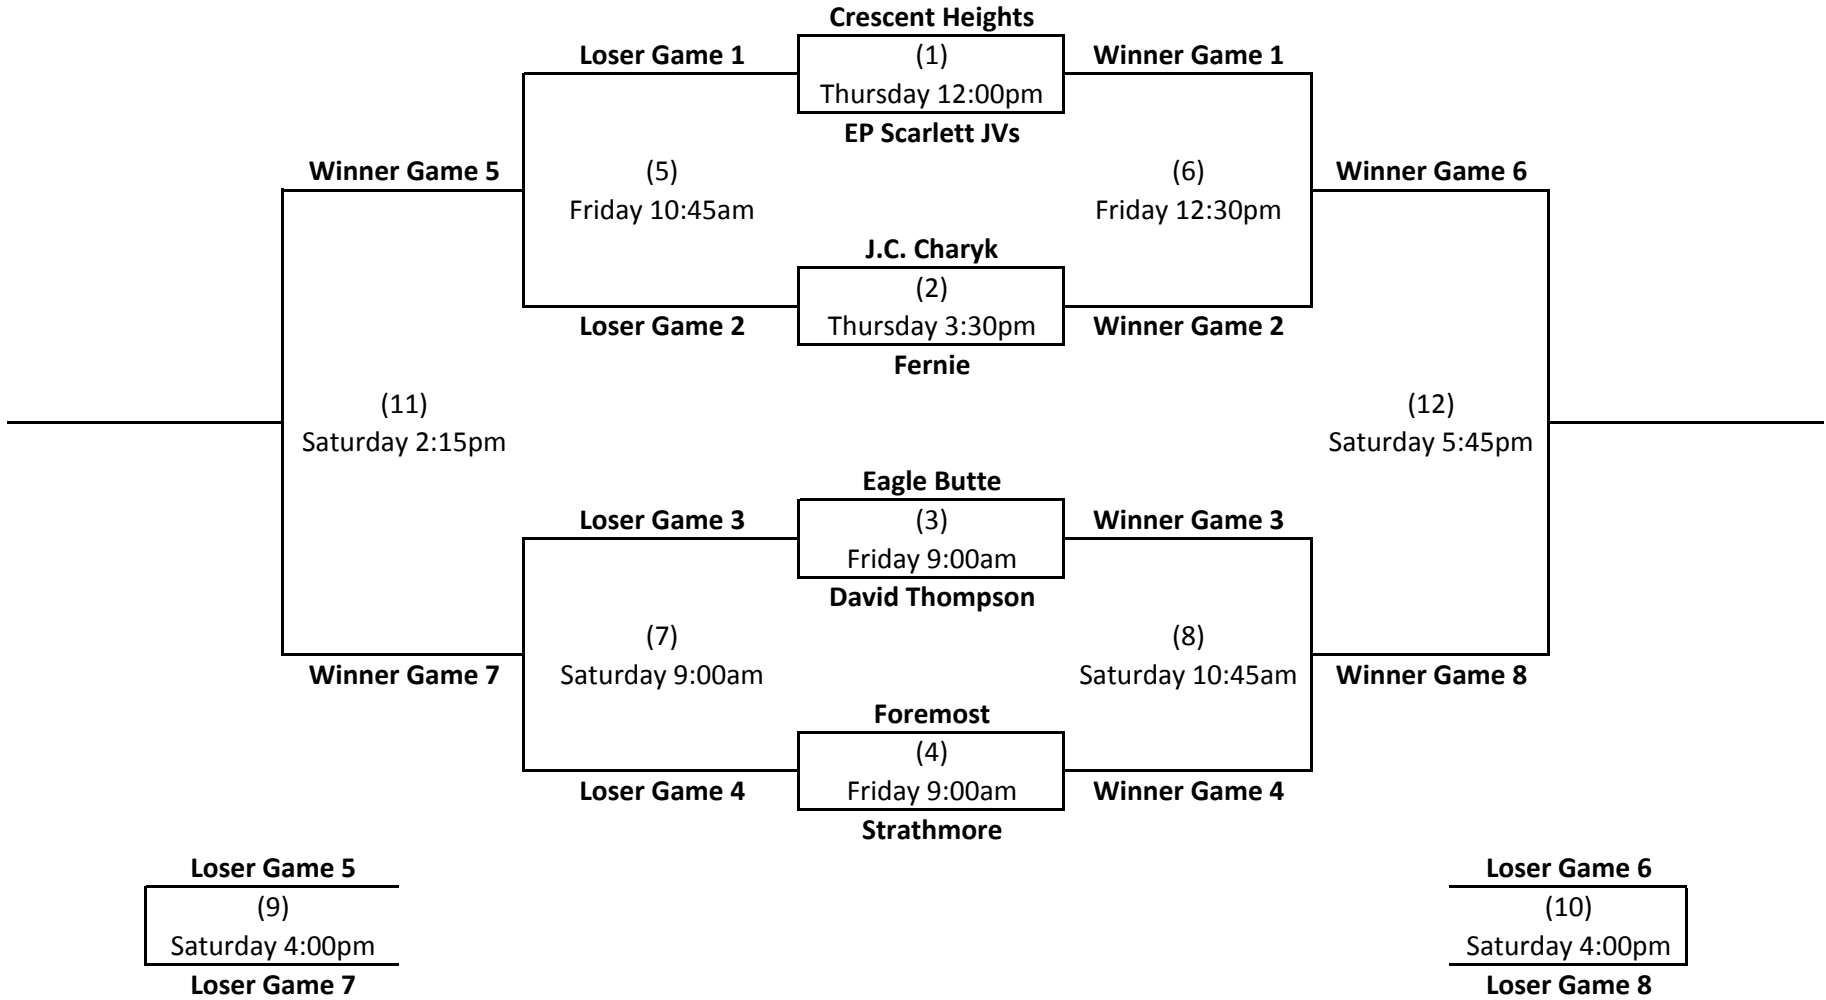 Crescent Heights
Loser Game 1
(1)
Winner Game 1
Thursday 12:00pm
EP Scarlett JVs
Winner Game 5
(5)
(6)
Winner Game 6
Friday 10:45am
Friday 12:30pm
J.C. Charyk
(2)
Loser Game 2
Thursday 3:30pm
Winner Game 2
Fernie
(11)
(12)
Saturday 2:15pm
Saturday 5:45pm
Eagle Butte
Loser Game 3
(3)
Winner Game 3
Friday 9:00am
David Thompson
(7)
(8)
Winner Game 7
Saturday 9:00am
Saturday 10:45am
Winner Game 8
Foremost
(4)
Loser Game 4
Friday 9:00am
Winner Game 4
Strathmore
Loser Game 5
Loser Game 6
(9)
(10)
Saturday 4:00pm
Saturday 4:00pm
Loser Game 7
Loser Game 8